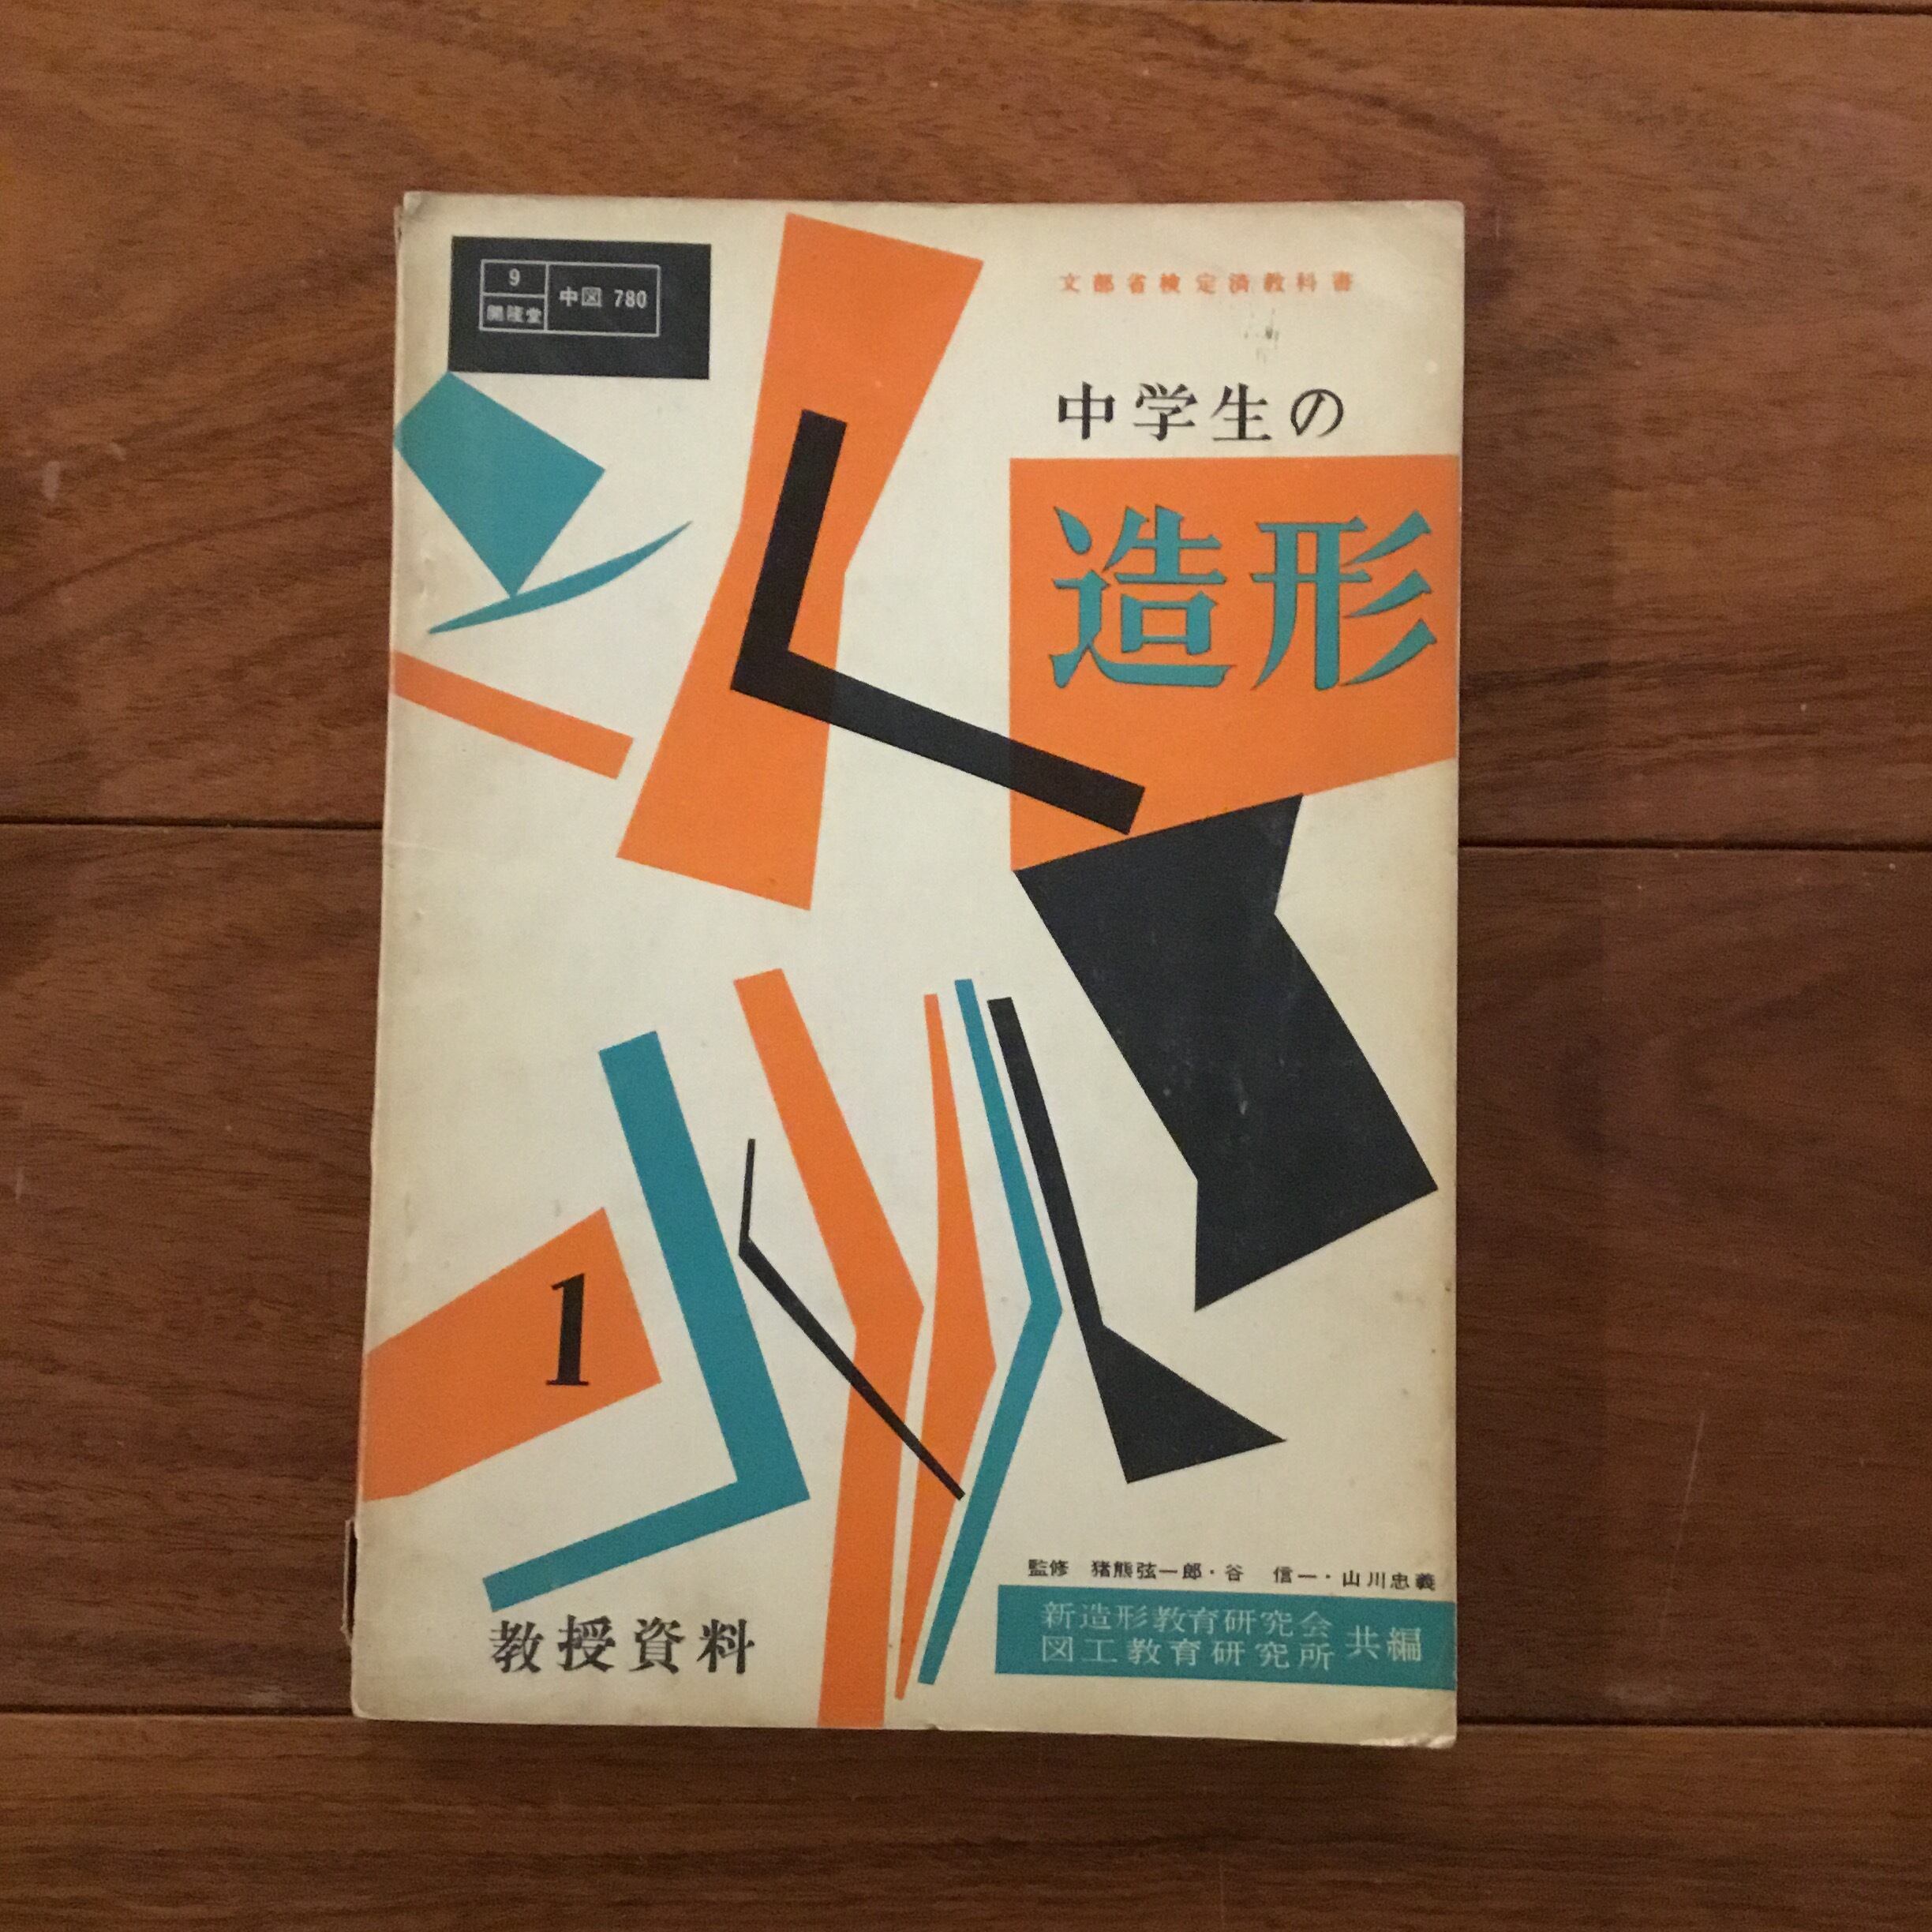 9
開隆堂
中図 780
文部省検定済教科書
中学生の
造形
1
監修 猪熊弦一郎・谷 信一・山川忠義
新造形教育研究会
図工教育研究所
共編
教授資料